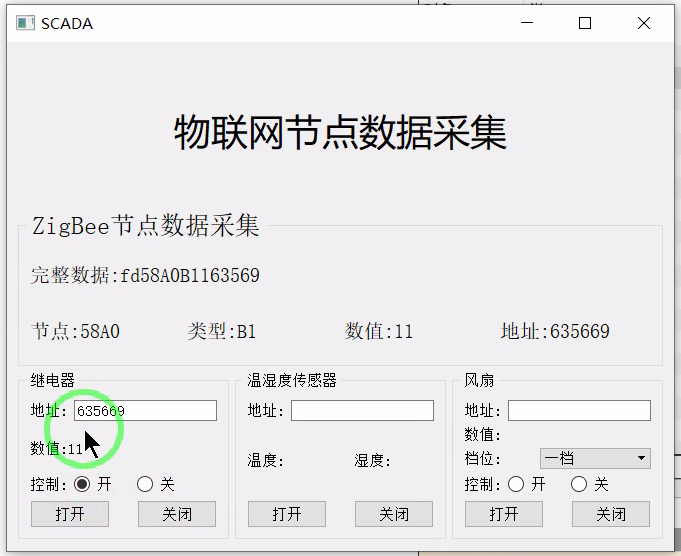 SCADA
物联网节点数据采集
ZigBee节点数据采集
完整数据:fd58A0B1163569
节点:58A0 类型:B1 数值:11 地址:635669
继电器 温湿度传感器 风扇
地址: 635669 地址: 地址:
数值:
数值:11 温度: 湿度: 档位: 一档
控制: 开 关 控制: 开 关
打开 关闭 打开 关闭 打开 关闭